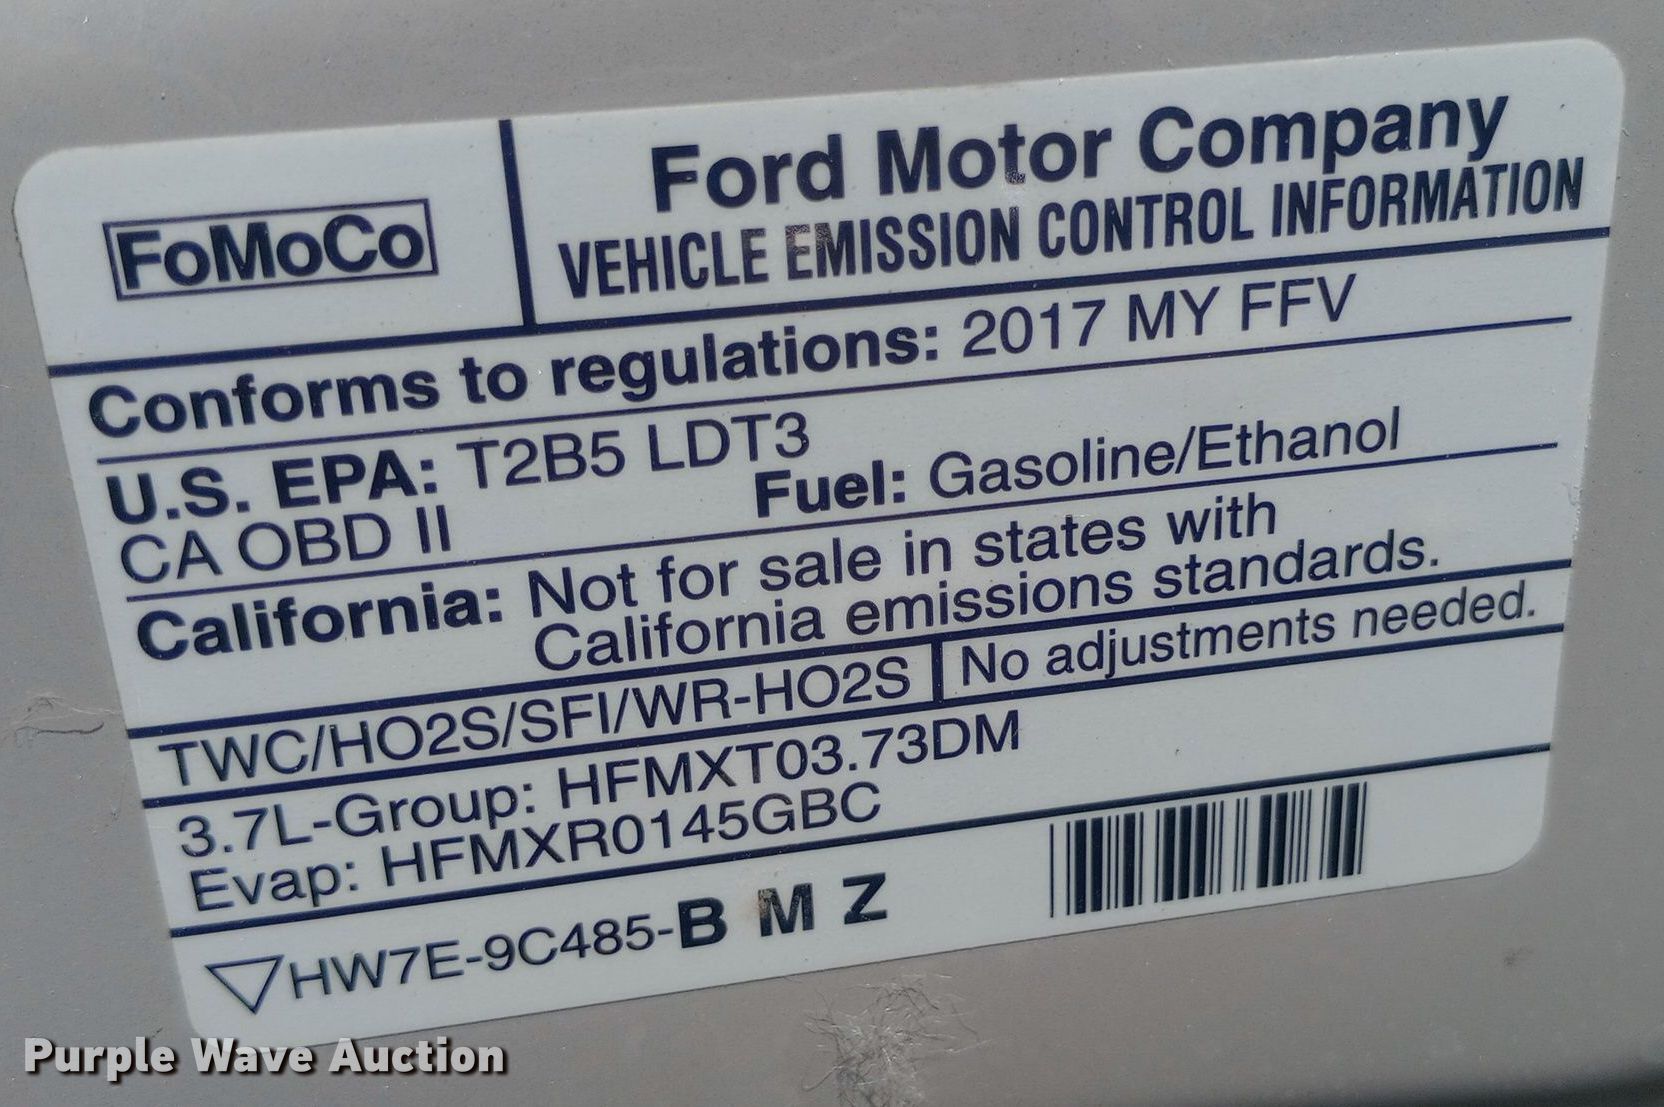 FoMoCo
Ford Motor Company
VEHICLE EMISSION CONTROL INFORMATION
Conforms to regulations: 2017 MY FFV
U.S. EPA: T2B5 LDT3
CA OBD II
Fuel: Gasoline/Ethanol
California: Not for sale in states with
California emissions standards.
TWC/HO2S/SFI/WR-HO2S
No adjustments needed.
3.7L-Group: HFMXT03.73DM
Evap: HFMXR0145GBC
HW7E-9C485-B M Z
Purple Wave Auction